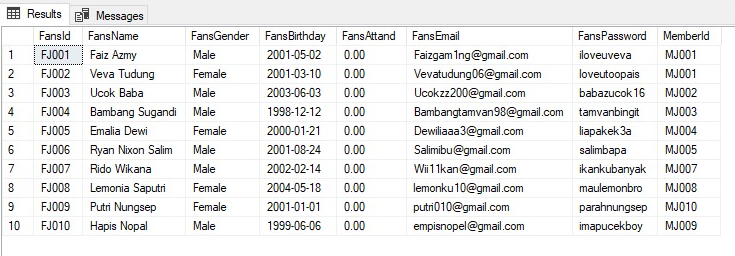 Results Messages
FansId FansName FansGender FansBirthday FansAttand FansEmail FansPassword MemberId
1 FJ001 Faiz Azmy Male 2001-05-02 0.00 Faizgam1ng@gmail.com iloveuveva MJ001
2 FJ002 Veva Tudung Female 2001-03-10 0.00 Vevatudung06@gmail.com loveutoopais MJ001
3 FJ003 Ucok Baba Male 2003-06-03 0.00 Ucokzz200@gmail.com babazucok16 MJ002
4 FJ004 Bambang Sugandi Male 1998-12-12 0.00 Bambangtamvan98@gmail.com tamvanbingit MJ003
5 FJ005 Emalia Dewi Female 2000-01-21 0.00 Dewiliaaa3@gmail.com liapakek3a MJ004
6 FJ006 Ryan Nixon Salim Male 2001-08-24 0.00 Salimibu@gmail.com salimbapa MJ005
7 FJ007 Rido Wikana Male 2002-02-14 0.00 Wii11kan@gmail.com ikankubanyak MJ007
8 FJ008 Lemonia Saputri Female 2004-05-18 0.00 lemonku10@gmail.com maulemonbro MJ008
9 FJ009 Putri Nungsep Female 2001-01-01 0.00 putri010@gmail.com parahnungsep MJ010
10 FJ010 Hapis Nopal Male 1999-06-06 0.00 empisnopel@gmail.com imapucekboy MJ009